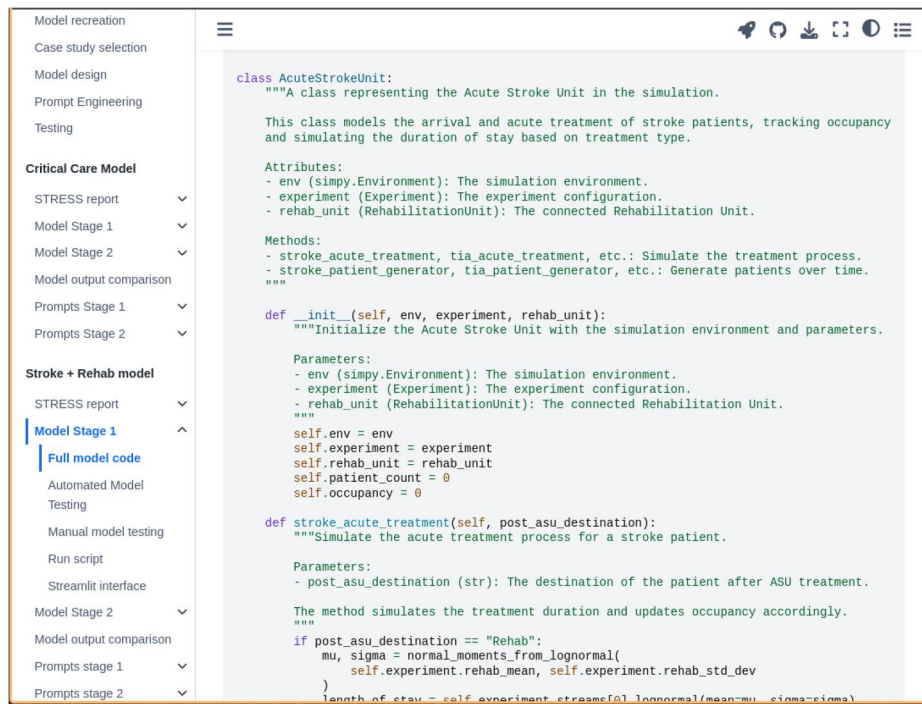 Model recreation
Case study selection
Model design
Prompt Engineering
Testing
Critical Care Model
STRESS report
Model Stage 1
Model Stage 2
Model output comparison
Prompts Stage 1
Prompts Stage 2
Stroke + Rehab model
STRESS report
Model Stage 1
Full model code
Automated Model
Testing
Manual model testing
Run script
Streamlit interface
Model Stage 2
Model output comparison
Prompts stage 1
Prompts stage 2
class AcuteStrokeUnit:
"""A class representing the Acute Stroke Unit in the simulation.
This class models the arrival and acute treatment of stroke patients, tracking occupancy
and simulating the duration of stay based on treatment type.
Attributes:
- env (simpy.Environment): The simulation environment.
- experiment (Experiment): The experiment configuration.
- rehab_unit (RehabilitationUnit): The connected Rehabilitation Unit.
Methods:
- stroke_acute_treatment, tia_acute_treatment, etc.: Simulate the treatment process.
- stroke_patient_generator, tia_patient_generator, etc.: Generate patients over time.
"""
def __init__(self, env, experiment, rehab_unit):
"""Initialize the Acute Stroke Unit with the simulation environment and parameters.
Parameters:
- env (simpy.Environment): The simulation environment.
- experiment (Experiment): The experiment configuration.
- rehab_unit (RehabilitationUnit): The connected Rehabilitation Unit.
"""
self.env = env
self.experiment = experiment
self.rehab_unit = rehab_unit
self.patient_count = 0
self.occupancy = 0
def stroke_acute_treatment(self, post_asu_destination):
"""Simulate the acute treatment process for a stroke patient.
Parameters:
- post_asu_destination (str): The destination of the patient after ASU treatment.
The method simulates the treatment duration and updates occupancy accordingly.
"""
if post_asu_destination == "Rehab":
mu, sigma = normal_moments_from_lognormal(
self.experiment.rehab_mean, self.experiment.rehab_std_dev
)
length_of_stay = self.experiment.streams[0].lognormal(mean=mu, sigma=sigma)